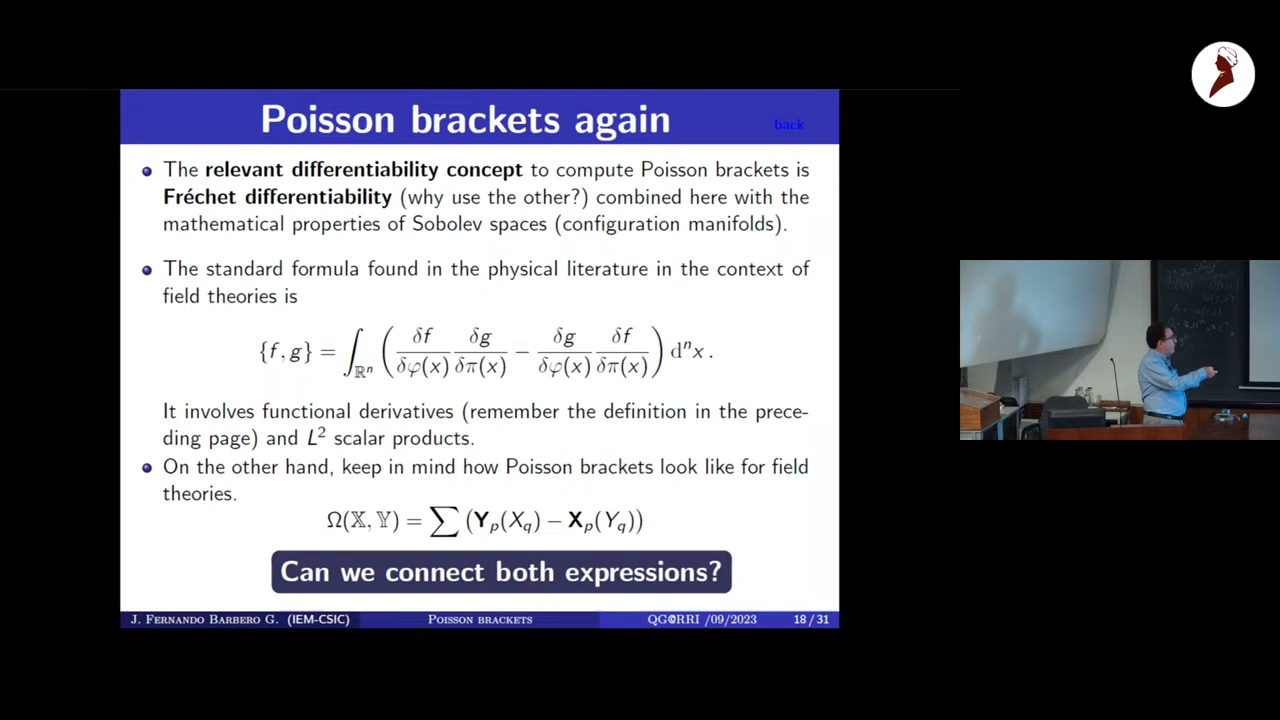 Poisson brackets again
back
The relevant differentiability concept to compute Poisson brackets is
Fréchet differentiability (why use the other?) combined here with the
mathematical properties of Sobolev spaces (configuration manifolds).
The standard formula found in the physical literature in the context of
field theories is
{f, g} = ∫_{ℝⁿ} ( δf/δφ(x) δg/δπ(x) − δg/δφ(x) δf/δπ(x) ) dⁿx .
It involves functional derivatives (remember the definition in the prece-
ding page) and L² scalar products.
On the other hand, keep in mind how Poisson brackets look like for field
theories.
Ω(𝕏, 𝕐) = ∑ (𝐘ₚ(X_q) − 𝐗ₚ(Y_q))
Can we connect both expressions?
J. Fernando Barbero G. (IEM-CSIC) Poisson brackets QG@RRI /09/2023 18 / 31